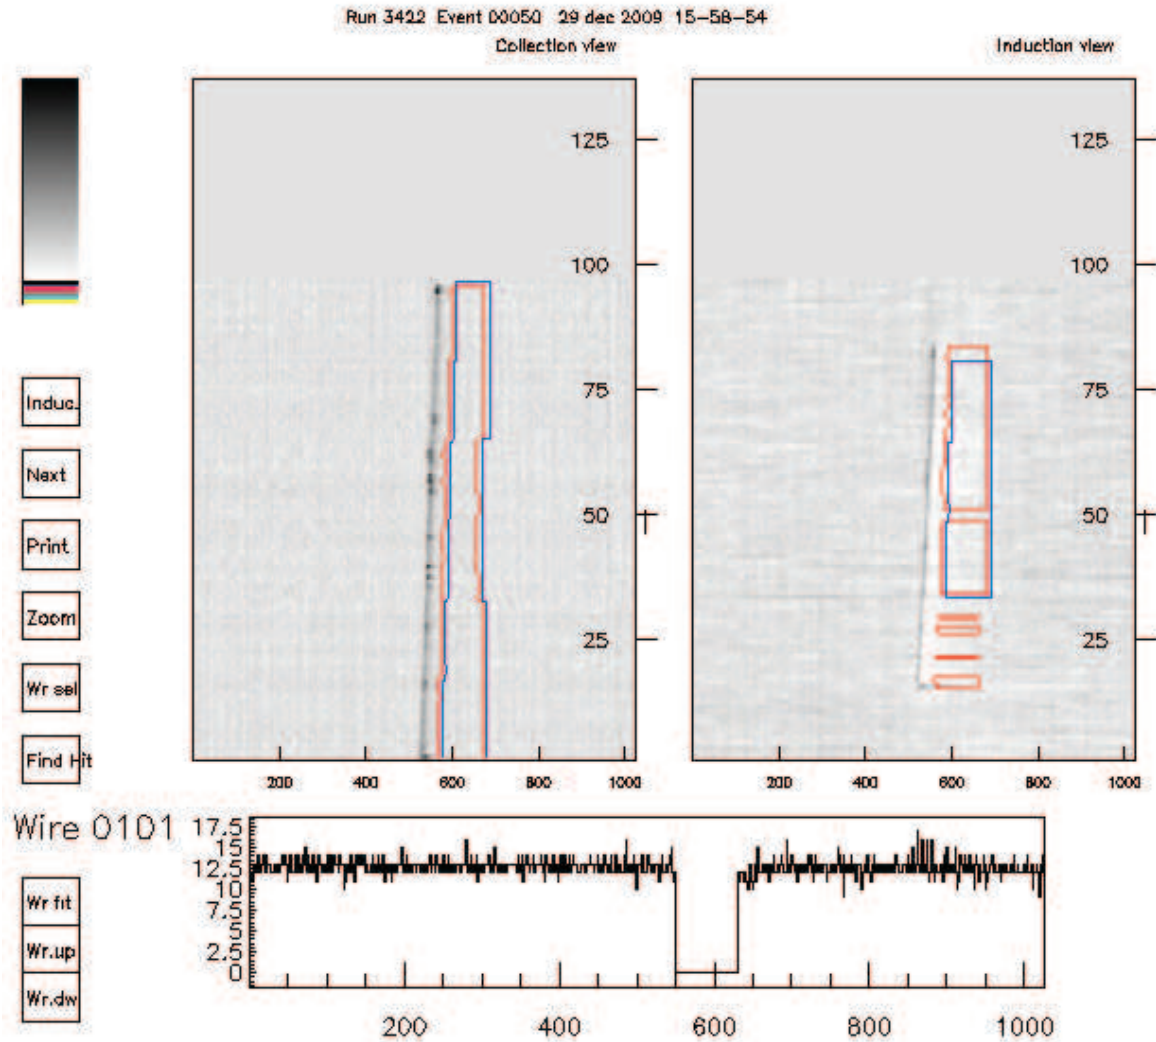 Run 3422 Event 00050 29 dec 2009 15-58-54
Collection view
Induction view
125
100
75
50
25
200 400 600 800 1000
125
100
75
50
25
200 400 600 800 1000
Induc.
Next
Print
Zoom
Wr sel
Find Hit
Wire 0101
17.5
15
12.5
10
7.5
5
2.5
0
200 400 600 800 1000
Wr fit
Wr.up
Wr.dw